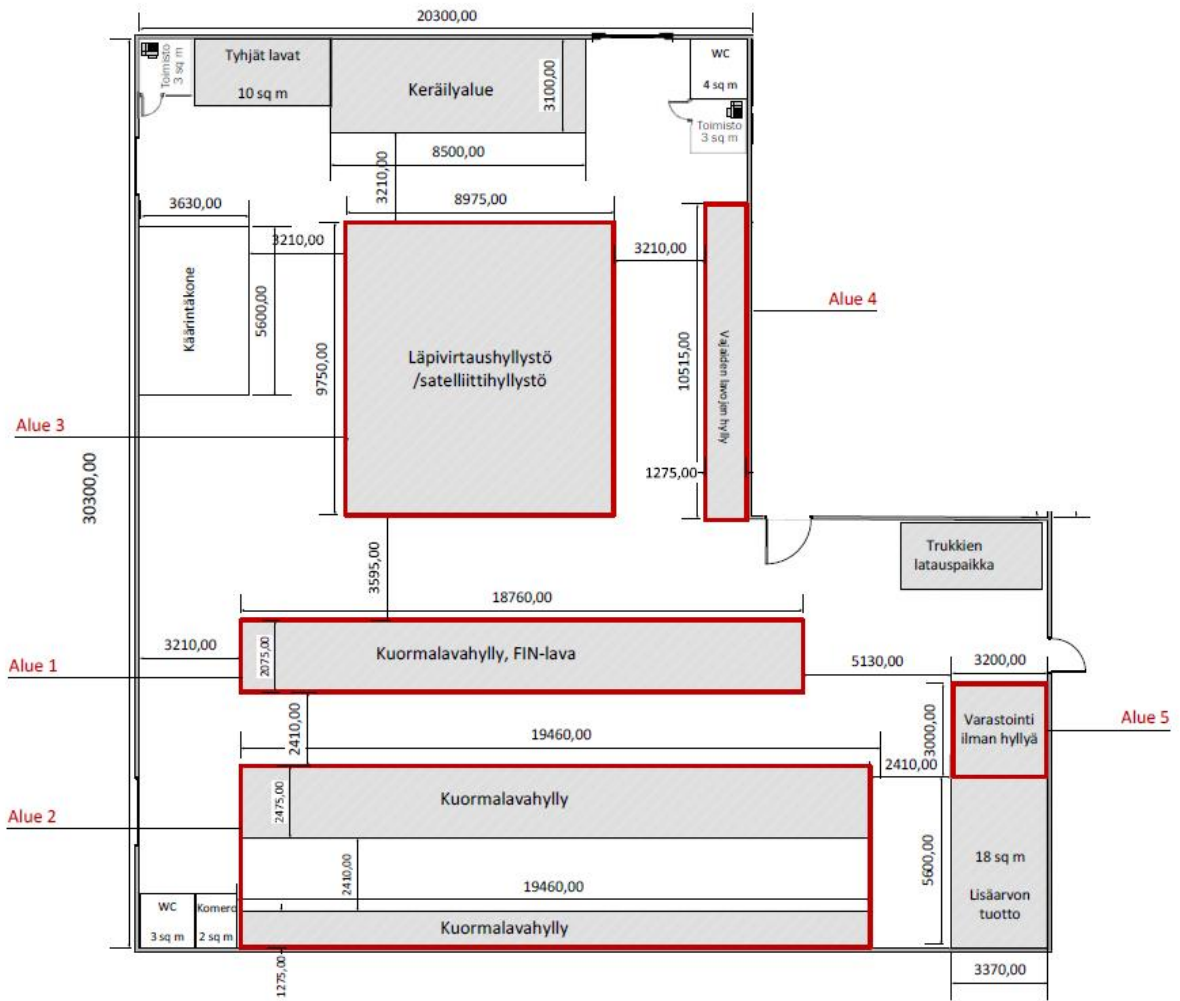 20300,00
Toimisto
3 sq m
Tyhjät lavat
10 sq m
Keräilyalue
3100,00
WC
4 sq m
Toimisto
3 sq m
8500,00
3210,00
3630,00
8975,00
3210,00
3210,00
Käärintäkone
5600,00
9750,00
Läpivirtaushyllystö
/satelliittihyllystö
10515,00
Vajaiden lavojen hylly
Alue 4
Alue 3
1275,00
30300,00
3595,00
Trukkien
latauspaikka
18760,00
3210,00
2075,00
Kuormalavahylly, FIN-lava
Alue 1
5130,00
3200,00
2410,00
19460,00
3000,00
Varastointi
ilman hyllyä
Alue 5
2410,00
2475,00
Kuormalavahylly
Alue 2
2410,00
19460,00
5600,00
18 sq m
Lisäarvon
tuotto
WC
3 sq m
Komero
2 sq m
Kuormalavahylly
1275,00
3370,00